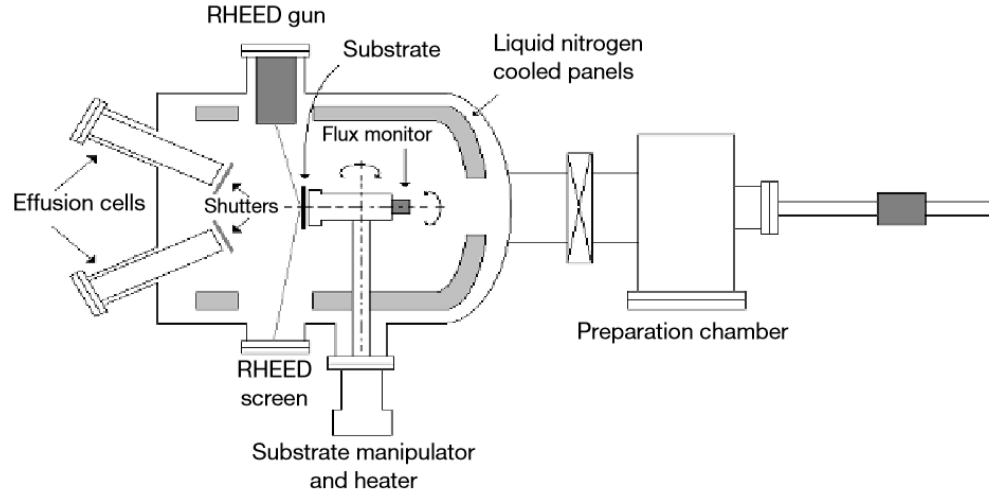 RHEED gun
Substrate
Liquid nitrogen
cooled panels
Flux monitor
Effusion cells
Shutters
Preparation chamber
RHEED
screen
Substrate manipulator
and heater